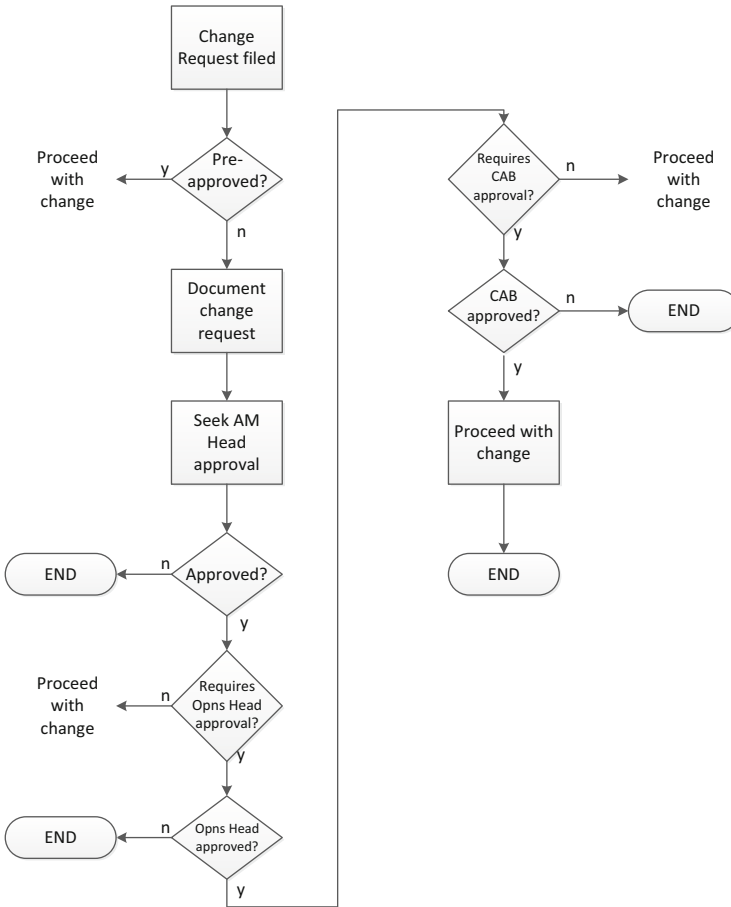 Change
Request filed
Proceed
with
change
y
Pre-
approved?
n
Document
change
request
Seek AM
Head
approval
END
n
Approved?
y
Proceed
with
change
n
Requires
Opns Head
approval?
y
END
n
Opns Head
approved?
y
Requires
CAB
approval?
n
Proceed
with
change
y
CAB
approved?
n
END
y
Proceed with
change
END